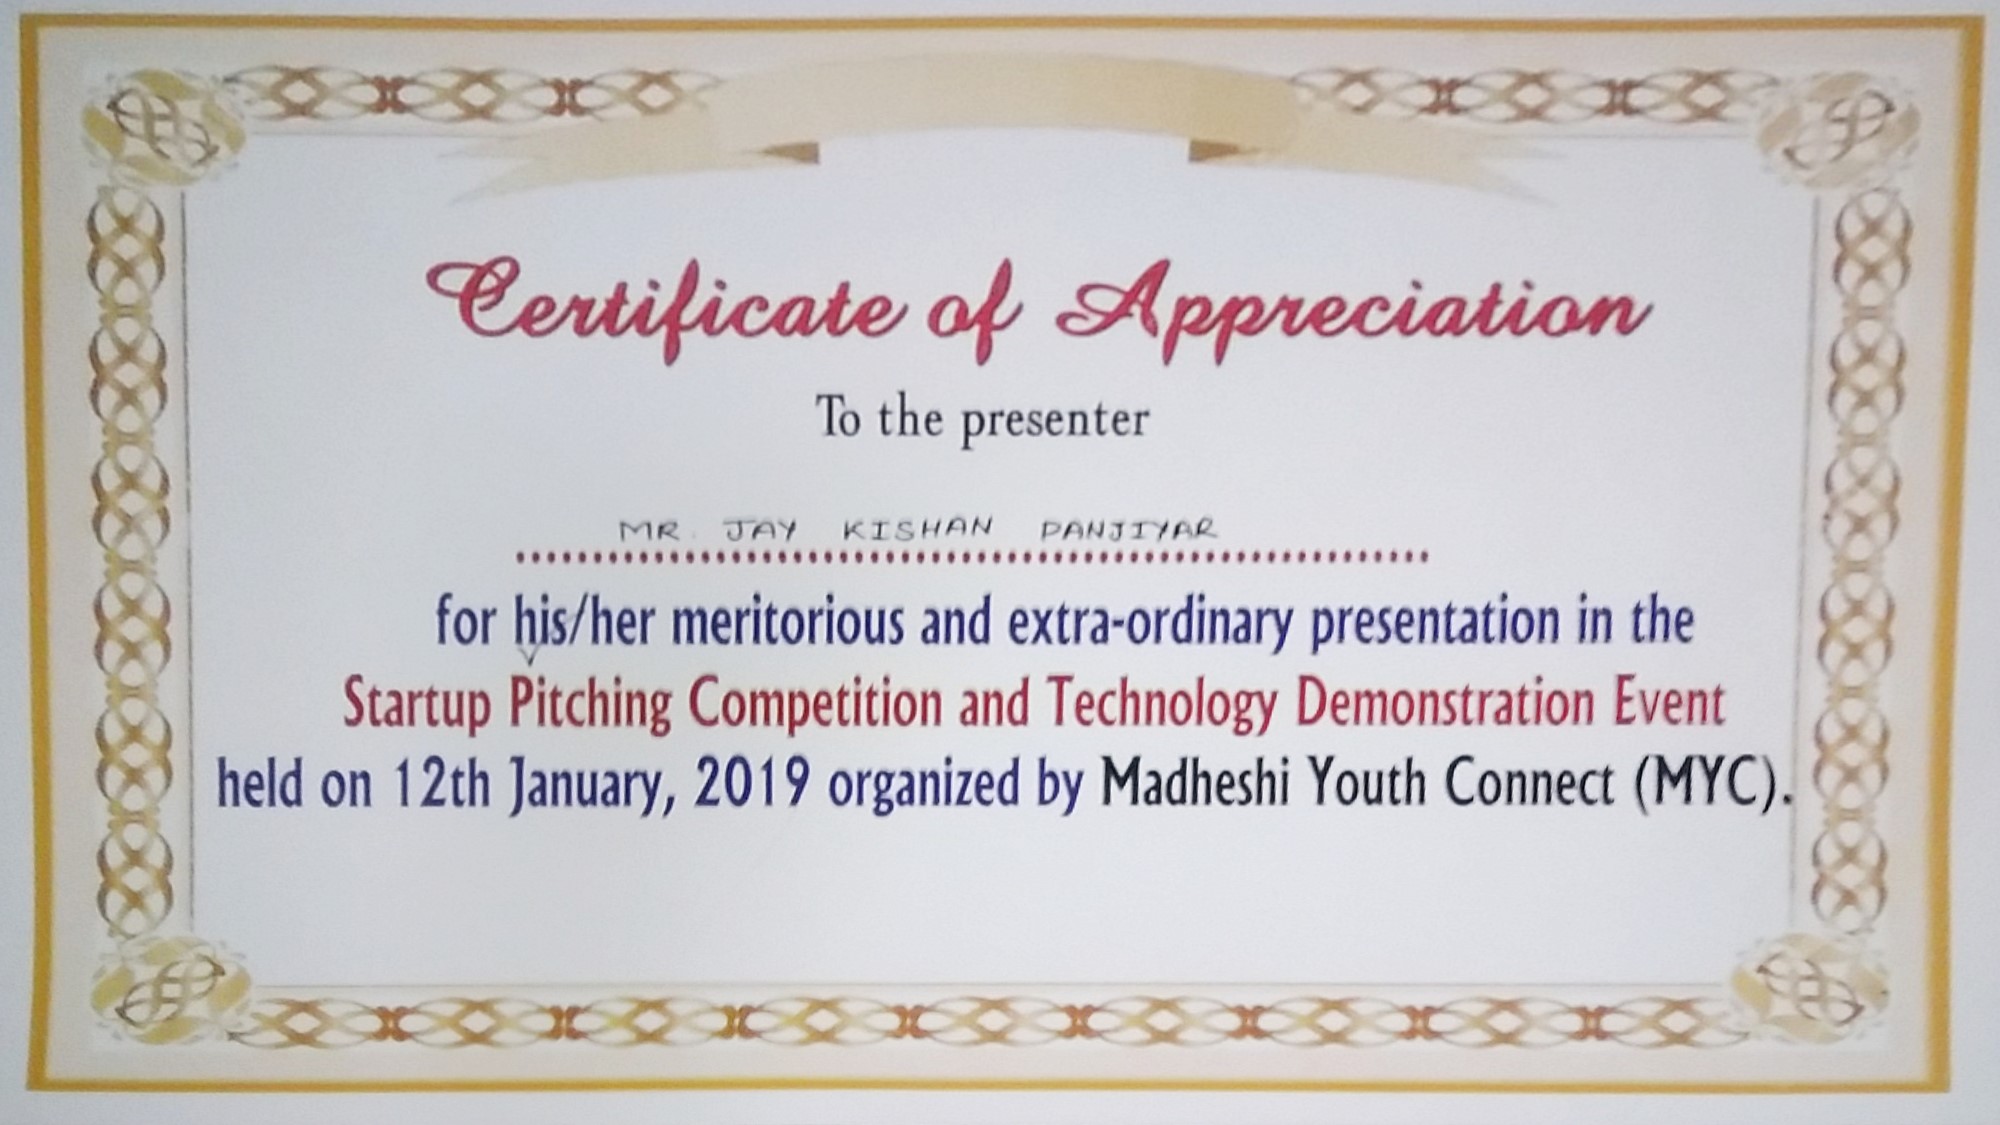 Certificate of Appreciation
To the presenter
MR. JAY KISHAN PANJIYAR
for his/her meritorious and extra-ordinary presentation in the
Startup Pitching Competition and Technology Demonstration Event
held on 12th January, 2019 organized by Madheshi Youth Connect (MYC).